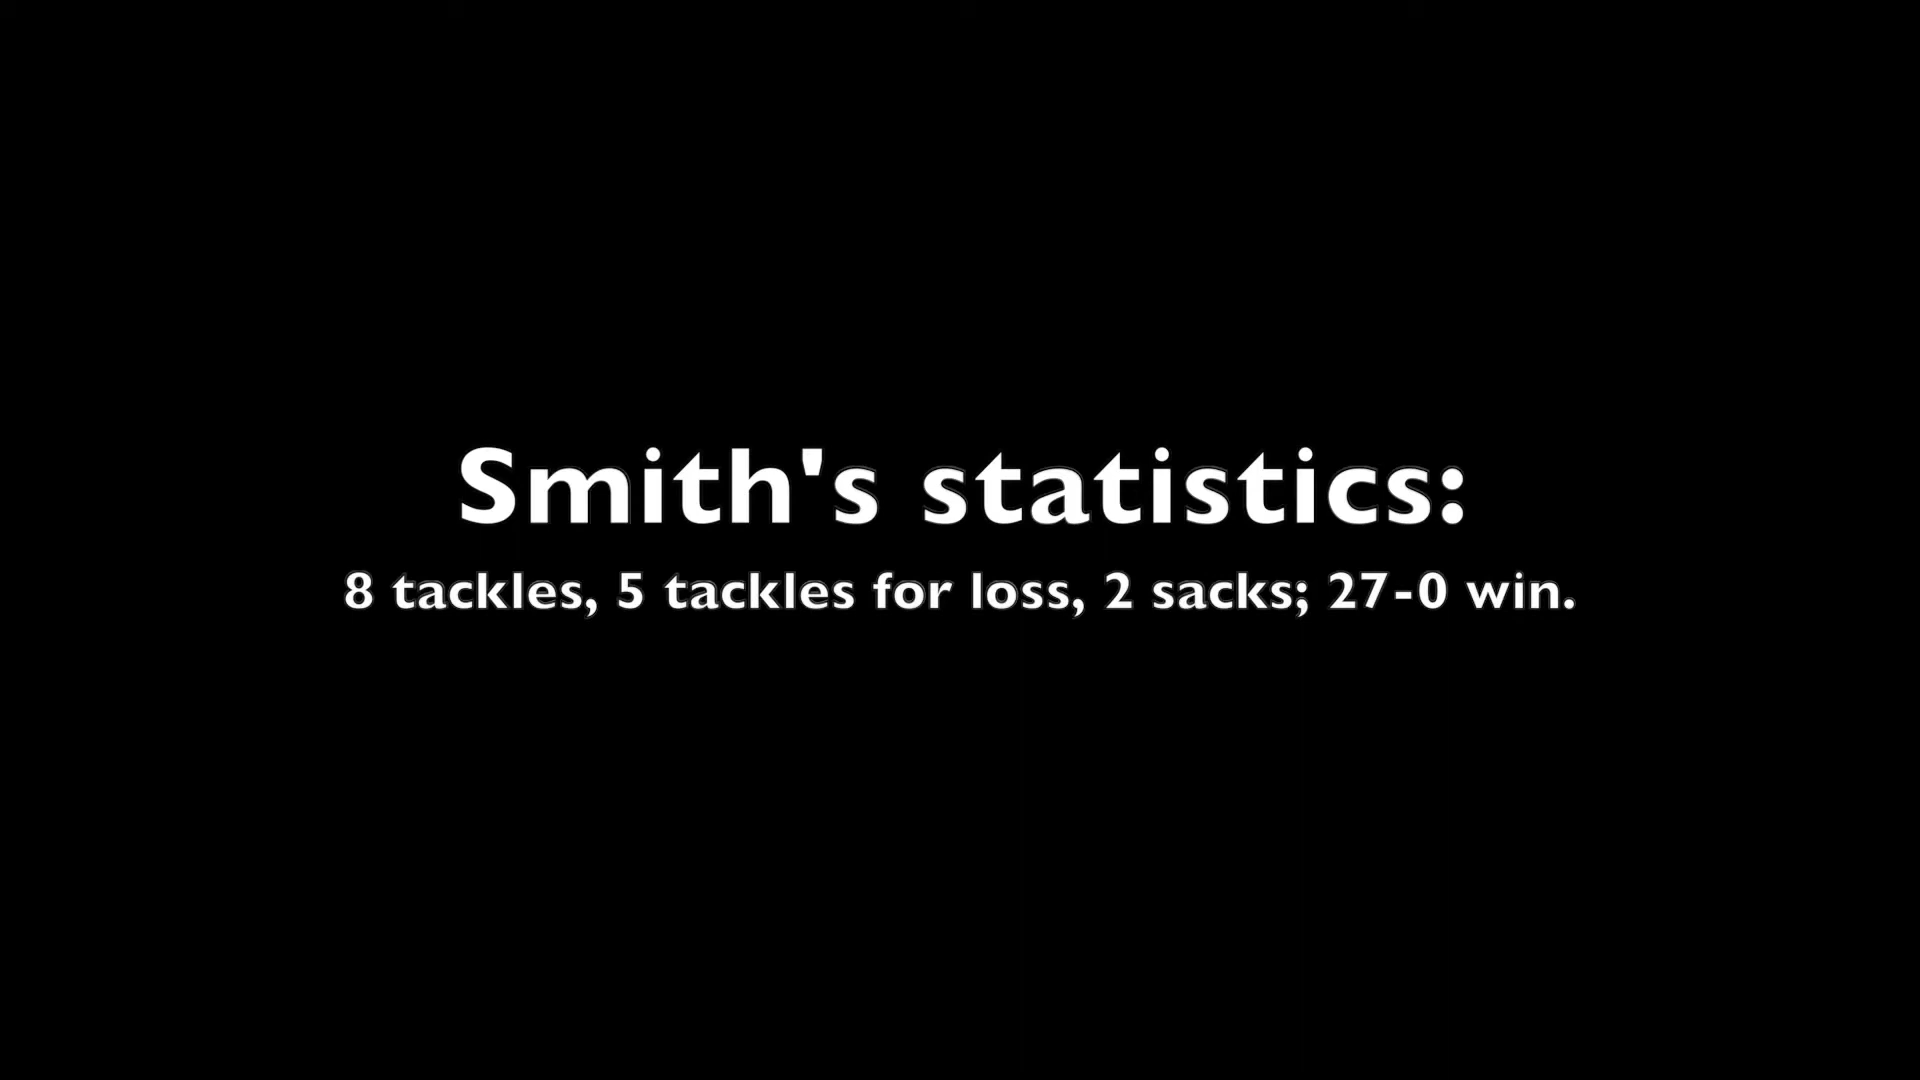 Smith's statistics:
8 tackles, 5 tackles for loss, 2 sacks; 27-0 win.